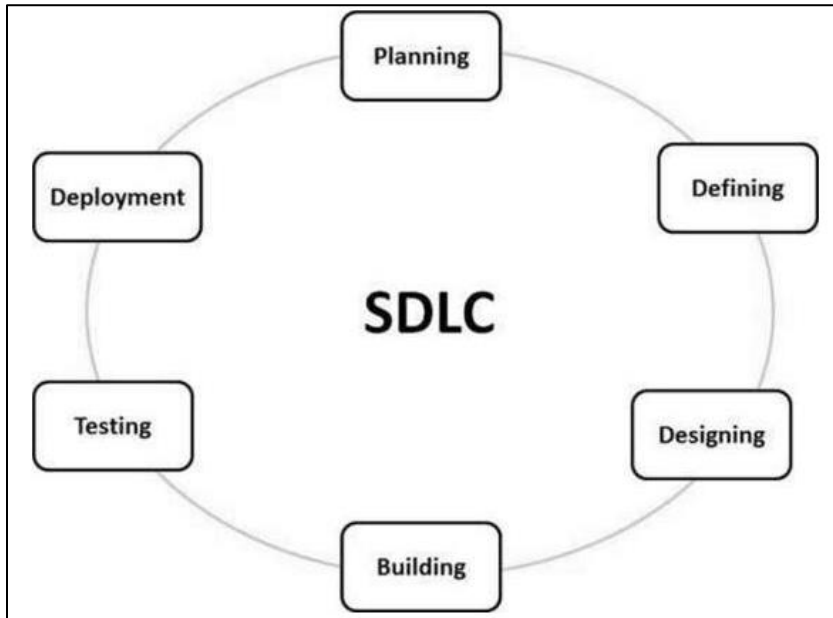 Planning
Defining
Designing
Building
Testing
Deployment
SDLC